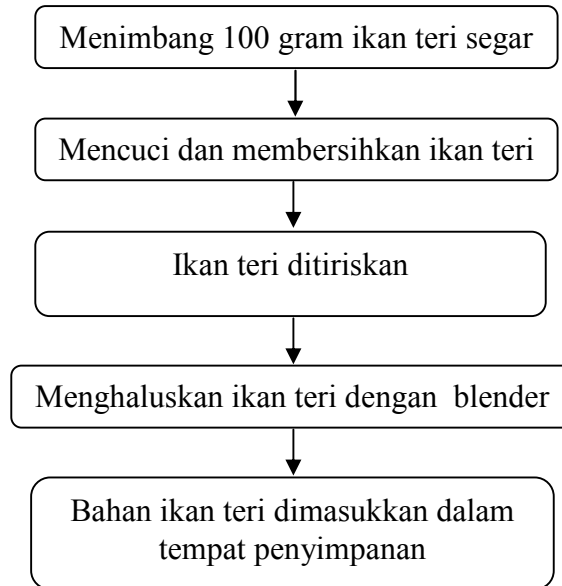 Menimbang 100 gram ikan teri segar
Mencuci dan membersihkan ikan teri
Ikan teri ditiriskan
Menghaluskan ikan teri dengan  blender
Bahan ikan teri dimasukkan dalam
tempat penyimpanan